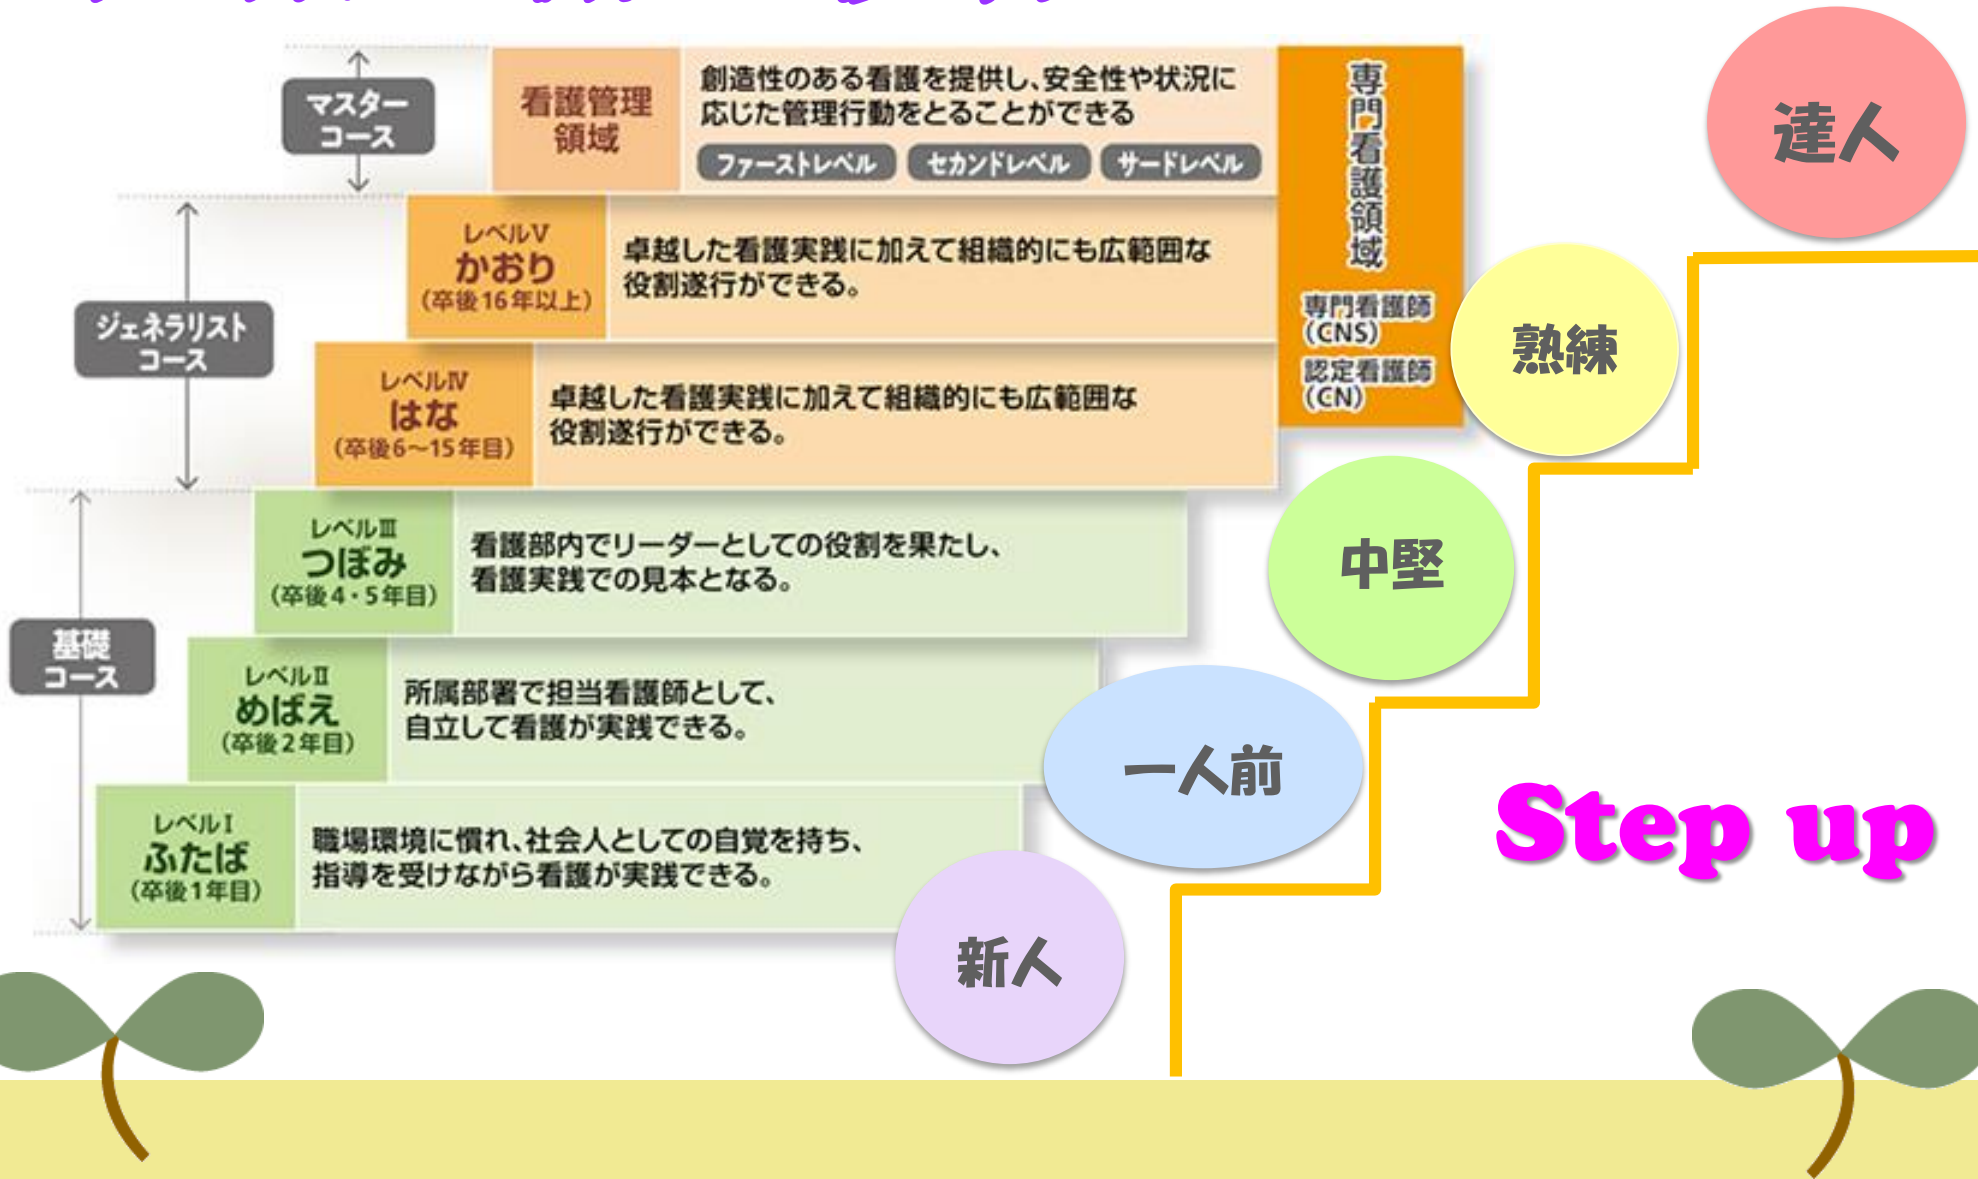 マスター
コース
看護管理
領域
創造性のある看護を提供し、安全性や状況に
応じた管理行動をとることができる
ファーストレベル
セカンドレベル
サードレベル
専門看護領域
専門看護師
(CNS)
認定看護師
(CN)
ジェネラリスト
コース
レベルⅤ
かおり
(卒後16年以上)
卓越した看護実践に加えて組織的にも広範囲な
役割遂行ができる。
レベルⅣ
はな
(卒後6〜15年目)
卓越した看護実践に加えて組織的にも広範囲な
役割遂行ができる。
基礎
コース
レベルⅢ
つぼみ
(卒後4・5年目)
看護部内でリーダーとしての役割を果たし、
看護実践での見本となる。
レベルⅡ
めばえ
(卒後2年目)
所属部署で担当看護師として、
自立して看護が実践できる。
レベルⅠ
ふたば
(卒後1年目)
職場環境に慣れ、社会人としての自覚を持ち、
指導を受けながら看護が実践できる。
達人
熟練
中堅
一人前
新人
Step up